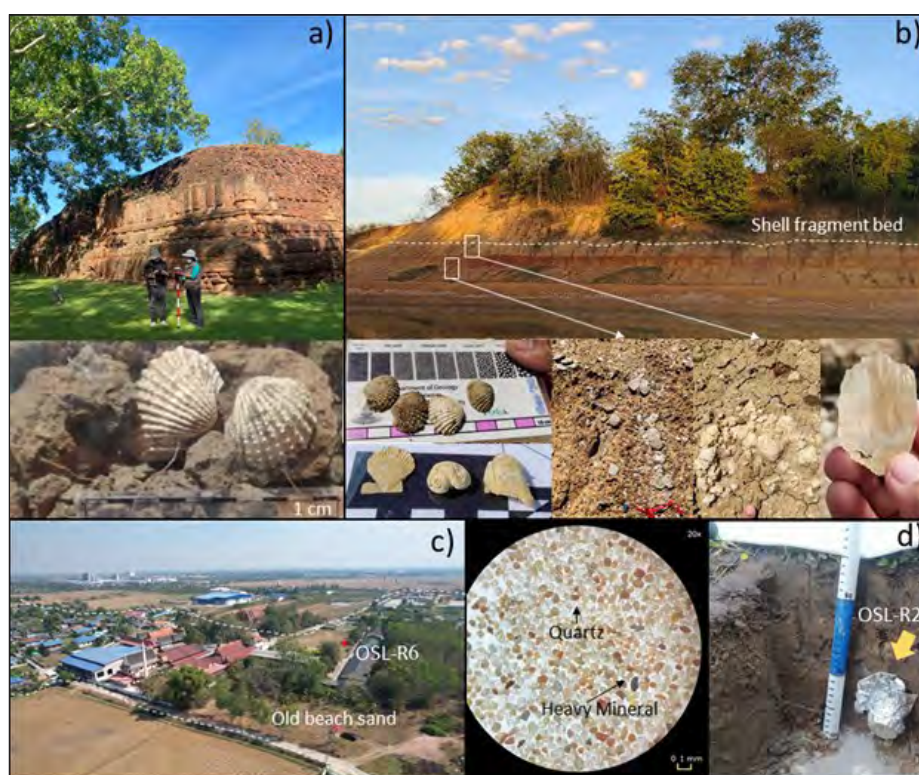 a)
b)
Shell fragment bed
1 cm
c)
OSL-R6
Old beach sand
20x
Quartz
Heavy Mineral
0.1 mm
d)
OSL-R2